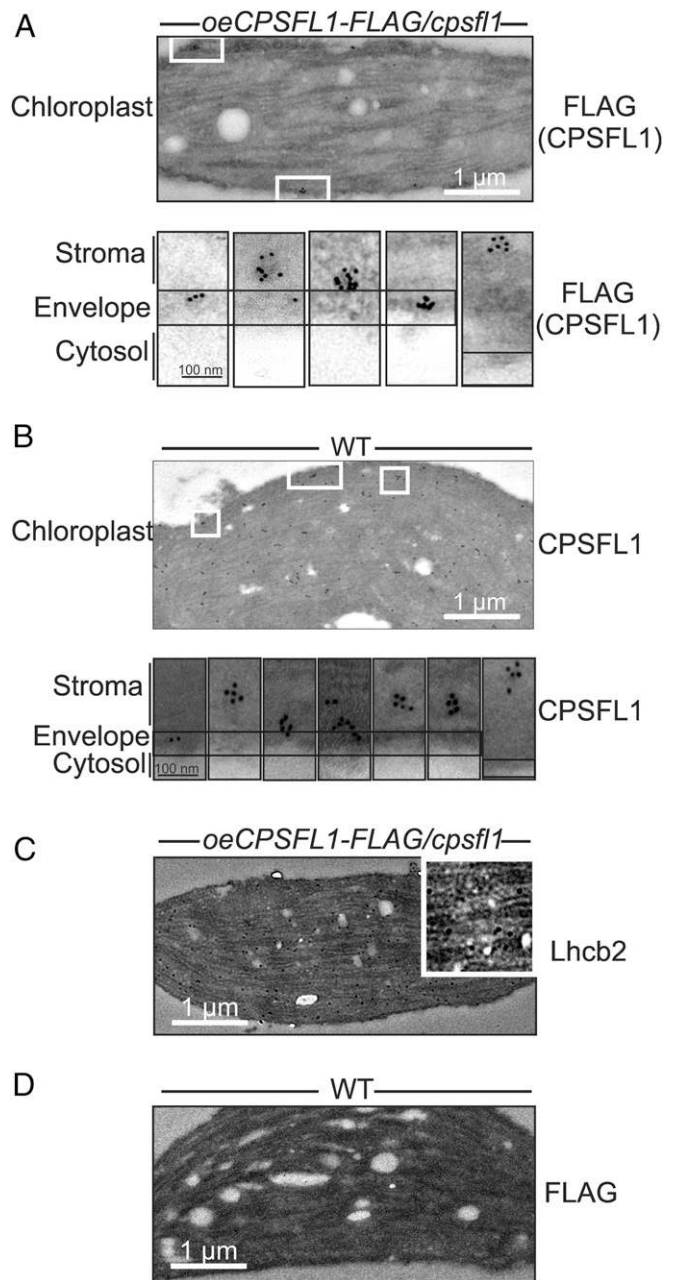 A
oeCPSFL1-FLAG/cpsfl1
Chloroplast
FLAG
(CPSFL1)
1 µm
Stroma
Envelope
FLAG
(CPSFL1)
Cytosol
100 nm
B
WT
Chloroplast
CPSFL1
1 µm
Stroma
CPSFL1
Envelope
Cytosol
100 nm
C
oeCPSFL1-FLAG/cpsfl1
Lhcb2
1 µm
D
WT
FLAG
1 µm